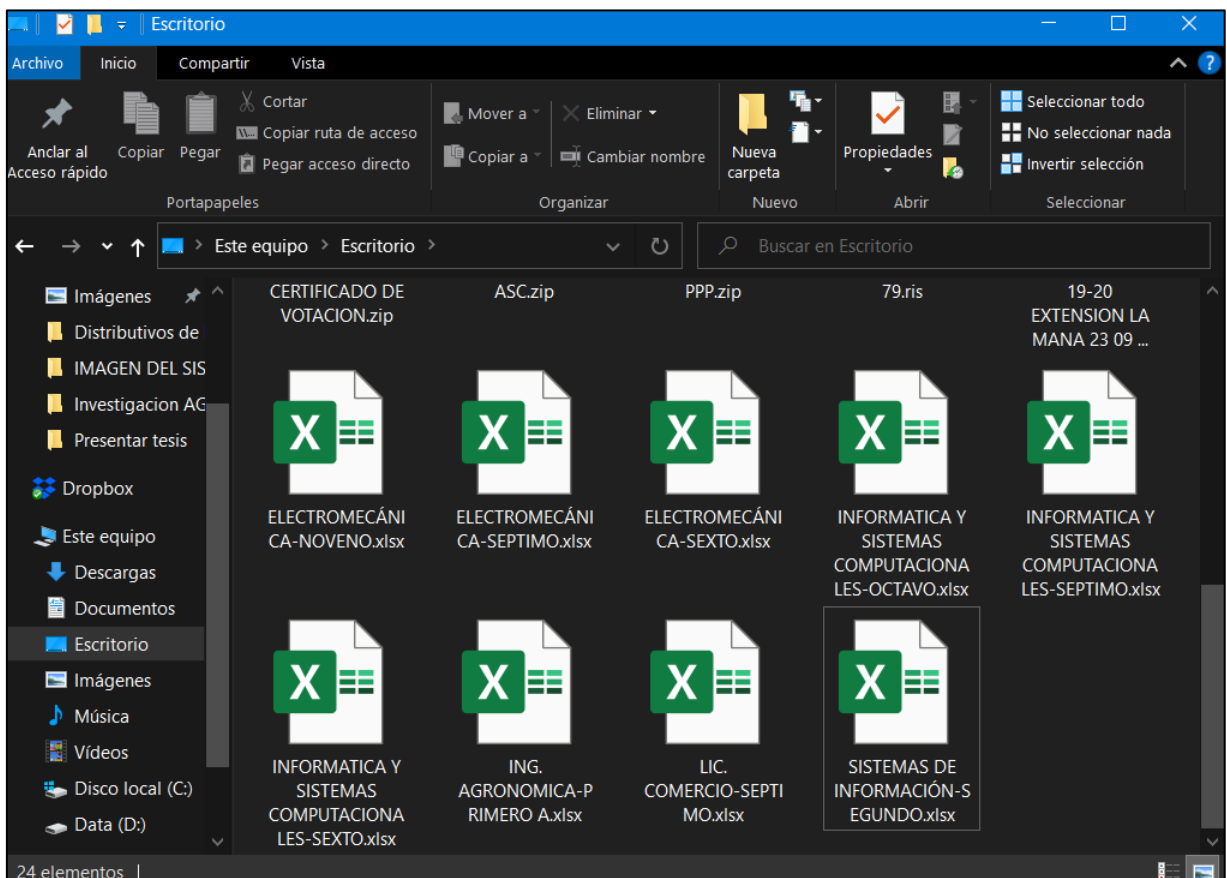 Escritorio
Archivo Inicio Compartir Vista
Anclar al
Acceso rápido
Copiar
Pegar
Cortar
Copiar ruta de acceso
Pegar acceso directo
Portapapeles
Mover a
Copiar a
Eliminar
Cambiar nombre
Organizar
Nueva
carpeta
Nuevo
Propiedades
Abrir
Seleccionar todo
No seleccionar nada
Invertir selección
Seleccionar
Este equipo > Escritorio >
Buscar en Escritorio
Imágenes
Distributivos de
IMAGEN DEL SIS
Investigacion AG
Presentar tesis
Dropbox
Este equipo
Descargas
Documentos
Escritorio
Imágenes
Música
Vídeos
Disco local (C:)
Data (D:)
CERTIFICADO DE
VOTACION.zip
ASC.zip
PPP.zip
79.ris
19-20
EXTENSION LA
MANA 23 09 ...
ELECTROMECÁNI
CA-NOVENO.xlsx
ELECTROMECÁNI
CA-SEPTIMO.xlsx
ELECTROMECÁNI
CA-SEXTO.xlsx
INFORMATICA Y
SISTEMAS
COMPUTACIONA
LES-OCTAVO.xlsx
INFORMATICA Y
SISTEMAS
COMPUTACIONA
LES-SEPTIMO.xlsx
INFORMATICA Y
SISTEMAS
COMPUTACIONA
LES-SEXTO.xlsx
ING.
AGRONOMICA-P
RIMERO A.xlsx
LIC.
COMERCIO-SEPTI
MO.xlsx
SISTEMAS DE
INFORMACIÓN-S
EGUNDO.xlsx
24 elementos